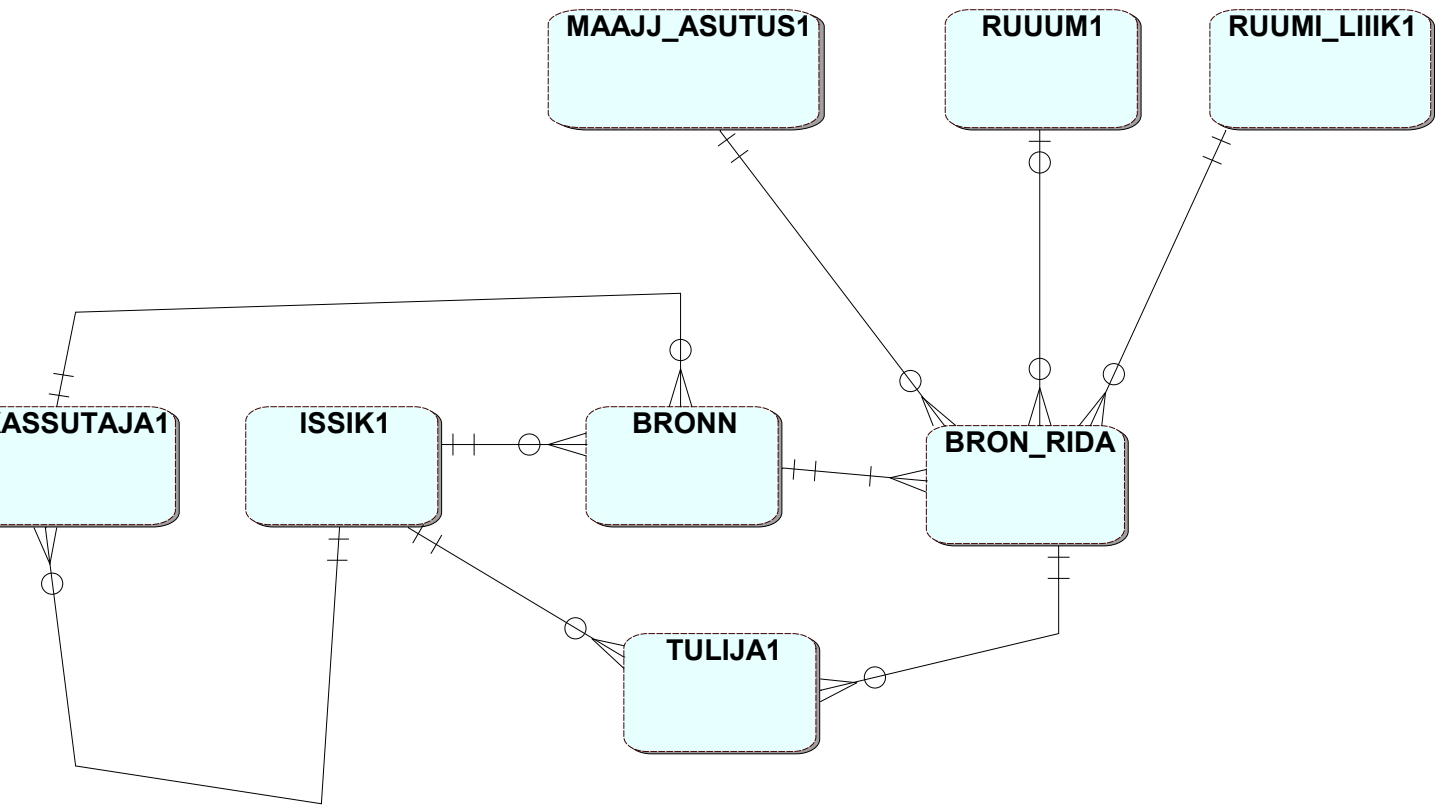 MAAJJ_ASUTUS1
RUUUM1
RUUMI_LIIIK1
ASSUTAJA1
ISSIK1
BRONN
BRON_RIDA
TULIJA1